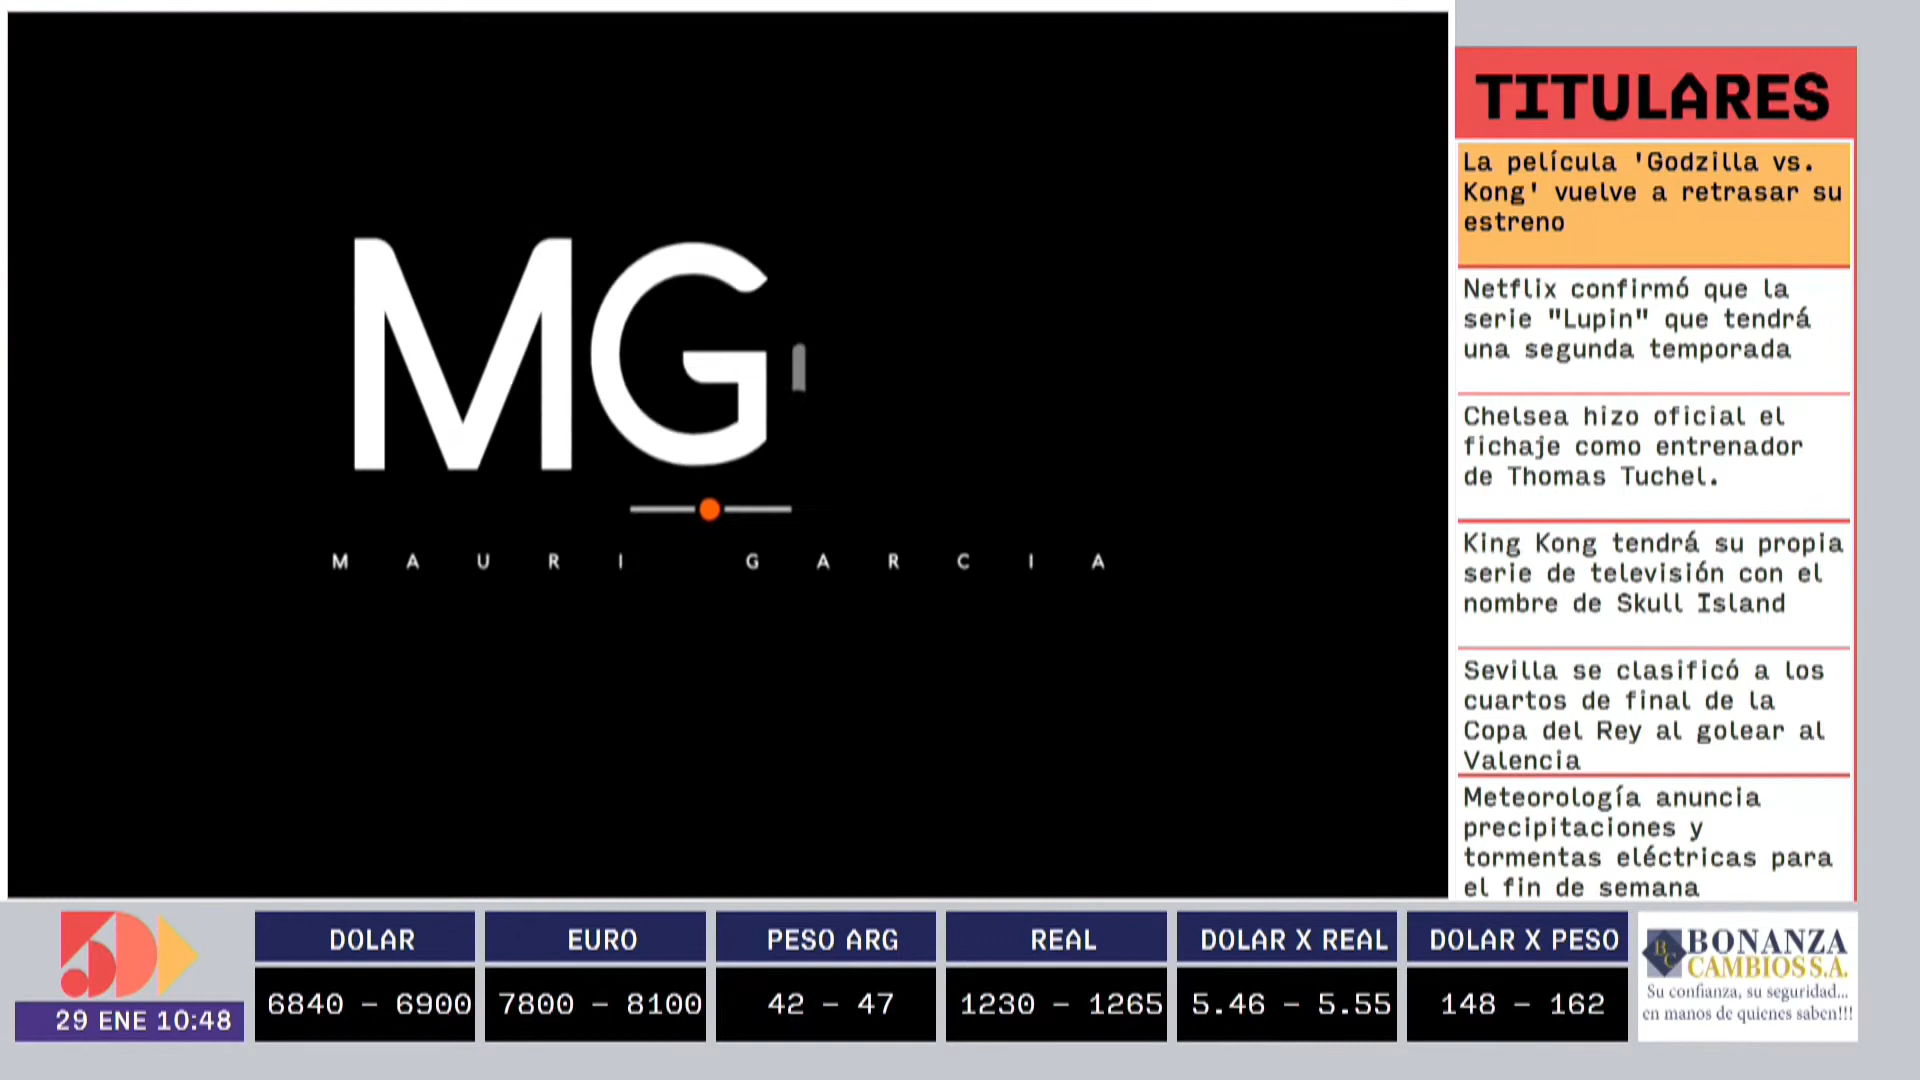 MG
MAURI GARCIA
TITULARES
La película 'Godzilla vs.
Kong' vuelve a retrasar su
estreno
Netflix confirmó que la
serie "Lupin" que tendrá
una segunda temporada
Chelsea hizo oficial el
fichaje como entrenador
de Thomas Tuchel.
King Kong tendrá su propia
serie de televisión con el
nombre de Skull Island
Sevilla se clasificó a los
cuartos de final de la
Copa del Rey al golear al
Valencia
Meteorología anuncia
precipitaciones y
tormentas eléctricas para
el fin de semana
5D
29 ENE 10:48
DOLAR
6840 - 6900
EURO
7800 - 8100
PESO ARG
42 - 47
REAL
1230 - 1265
DOLAR X REAL
5.46 - 5.55
DOLAR X PESO
148 - 162
BC
BONANZA
CAMBIOS S.A.
Su confianza, su seguridad...
en manos de quienes saben!!!